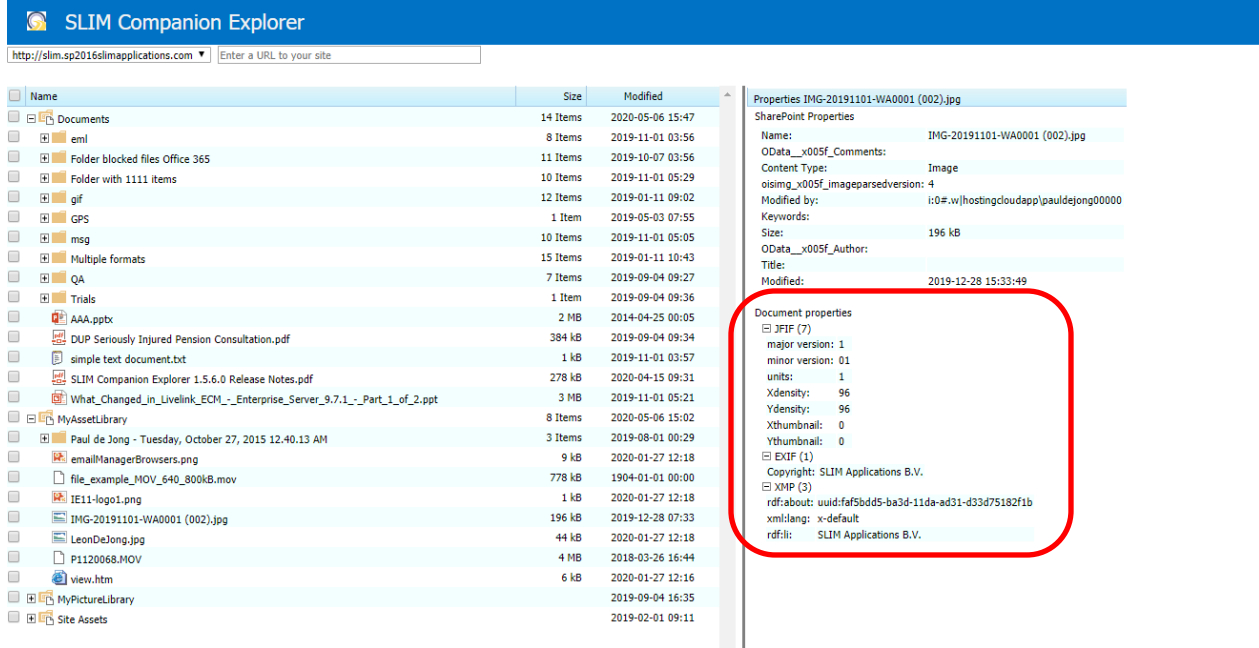 SLIM Companion Explorer
http://slim.sp2016slimapplications.com Enter a URL to your site
Name Size Modified
Documents 14 Items 2020-05-06 15:47
eml 8 Items 2019-11-01 03:56
Folder blocked files Office 365 11 Items 2019-10-07 03:56
Folder with 1111 items 10 Items 2019-11-01 05:29
gif 12 Items 2019-01-11 09:02
GPS 1 Item 2019-05-03 07:55
msg 10 Items 2019-11-01 05:05
Multiple formats 15 Items 2019-01-11 10:43
QA 7 Items 2019-09-04 09:27
Trials 1 Item 2019-09-04 09:36
AAA.pptx 2 MB 2014-04-25 00:05
DUP Seriously Injured Pension Consultation.pdf 384 kB 2019-09-04 09:34
simple text document.txt 1 kB 2019-11-01 03:57
SLIM Companion Explorer 1.5.6.0 Release Notes.pdf 278 kB 2020-04-15 09:31
What_Changed_in_Livelink_ECM_-_Enterprise_Server_9.7.1_-_Part_1_of_2.ppt 3 MB 2019-11-01 05:21
MyAssetLibrary 8 Items 2020-05-06 15:02
Paul de Jong - Tuesday, October 27, 2015 12.40.13 AM 3 Items 2019-08-01 00:29
emailManagerBrowsers.png 9 kB 2020-01-27 12:18
file_example_MOV_640_800kB.mov 778 kB 1904-01-01 00:00
IE11-logo1.png 1 kB 2020-01-27 12:18
IMG-20191101-WA0001 (002).jpg 196 kB 2019-12-28 07:33
LeonDeJong.jpg 44 kB 2020-01-27 12:18
P1120068.MOV 4 MB 2018-03-26 16:44
view.htm 6 kB 2020-01-27 12:16
MyPictureLibrary 2019-09-04 16:35
Site Assets 2019-02-01 09:11
Properties IMG-20191101-WA0001 (002).jpg
SharePoint Properties
Name: IMG-20191101-WA0001 (002).jpg
OData__x005f_Comments:
Content Type: Image
oisimg_x005f_imageparsedversion: 4
Modified by: i:0#.w|hostingcloudapp\pauldejong00000
Keywords:
Size: 196 kB
OData__x005f_Author:
Title:
Modified: 2019-12-28 15:33:49
Document properties
JFIF (7)
major version: 1
minor version: 01
units: 1
Xdensity: 96
Ydensity: 96
Xthumbnail: 0
Ythumbnail: 0
EXIF (1)
Copyright: SLIM Applications B.V.
XMP (3)
rdf:about: uuid:faf5bdd5-ba3d-11da-ad31-d33d75182f1b
xml:lang: x-default
rdf:li: SLIM Applications B.V.